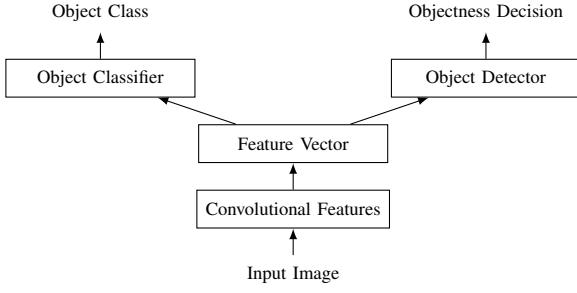 Object Class
Objectness Decision
Object Classifier
Object Detector
Feature Vector
Convolutional Features
Input Image